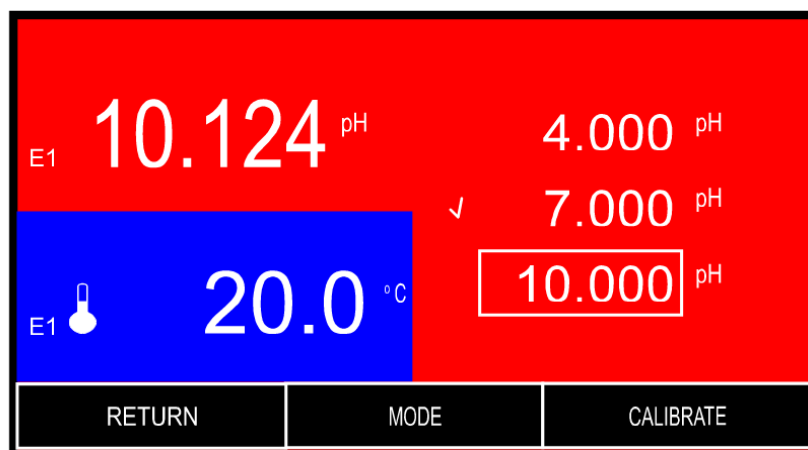 E1 10.124 pH
4.000 pH
√ 7.000 pH
10.000 pH
E1 20.0 °C
RETURN MODE CALIBRATE